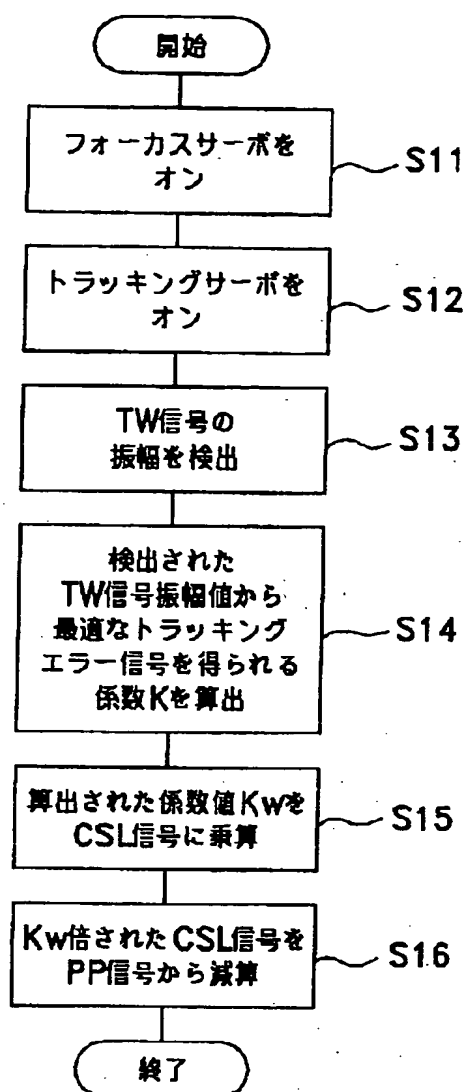 開始
フォーカスサーボを
オン
S11
トラッキングサーボを
オン
S12
TW信号の
振幅を検出
S13
検出された
TW信号振幅値から
最適なトラッキング
エラー信号を得られる
係数Kを算出
S14
算出された係数値Kwを
CSL信号に乗算
S15
Kw倍されたCSL信号を
PP信号から減算
S16
終了